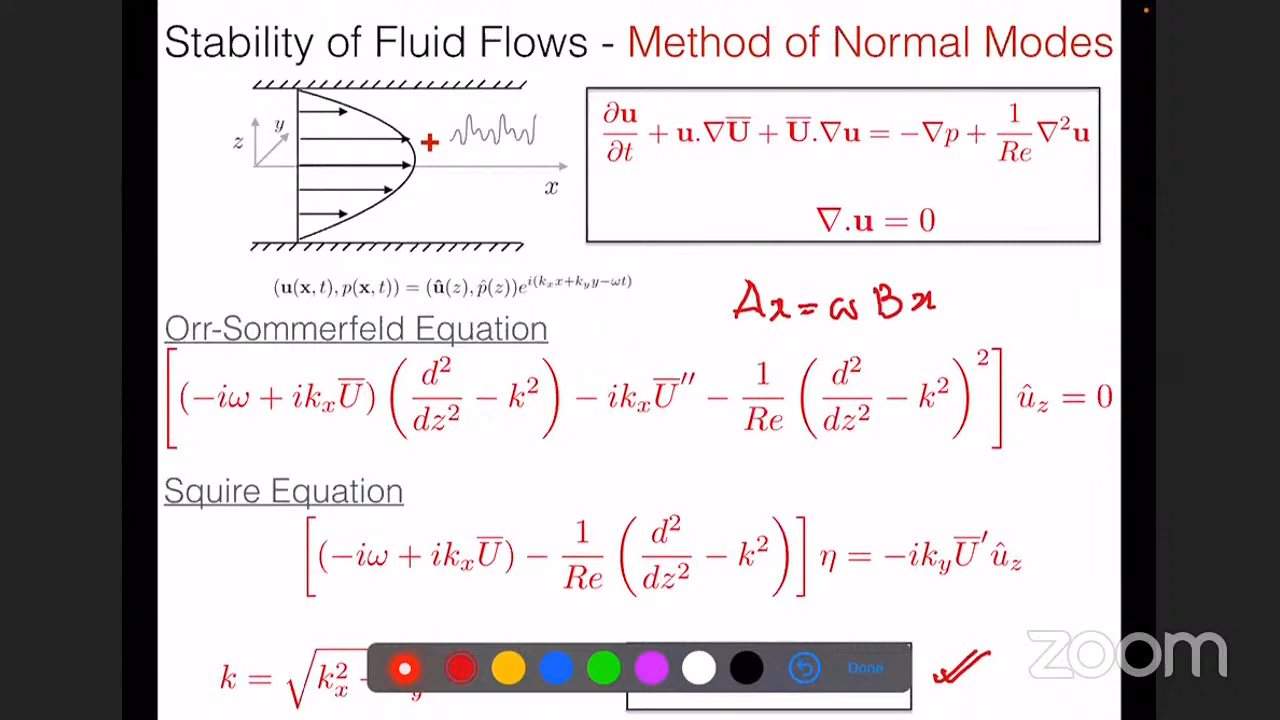 Stability of Fluid Flows - Method of Normal Modes
z y x +
∂u/∂t + u.∇U̅ + U̅.∇u = −∇p + 1/Re ∇²u
∇.u = 0
(u(x, t), p(x, t)) = (û(z), p̂(z))e^{i(k_x x+k_y y−ωt)}
Ax = ω Bx
Orr-Sommerfeld Equation
[(−iω + ik_x U̅) (d²/dz² − k²) − ik_x U̅′′ − 1/Re (d²/dz² − k²)²] û_z = 0
Squire Equation
[(−iω + ik_x U̅) − 1/Re (d²/dz² − k²)] η = −ik_y U̅′ û_z
k = √k_x²
Done
zoom